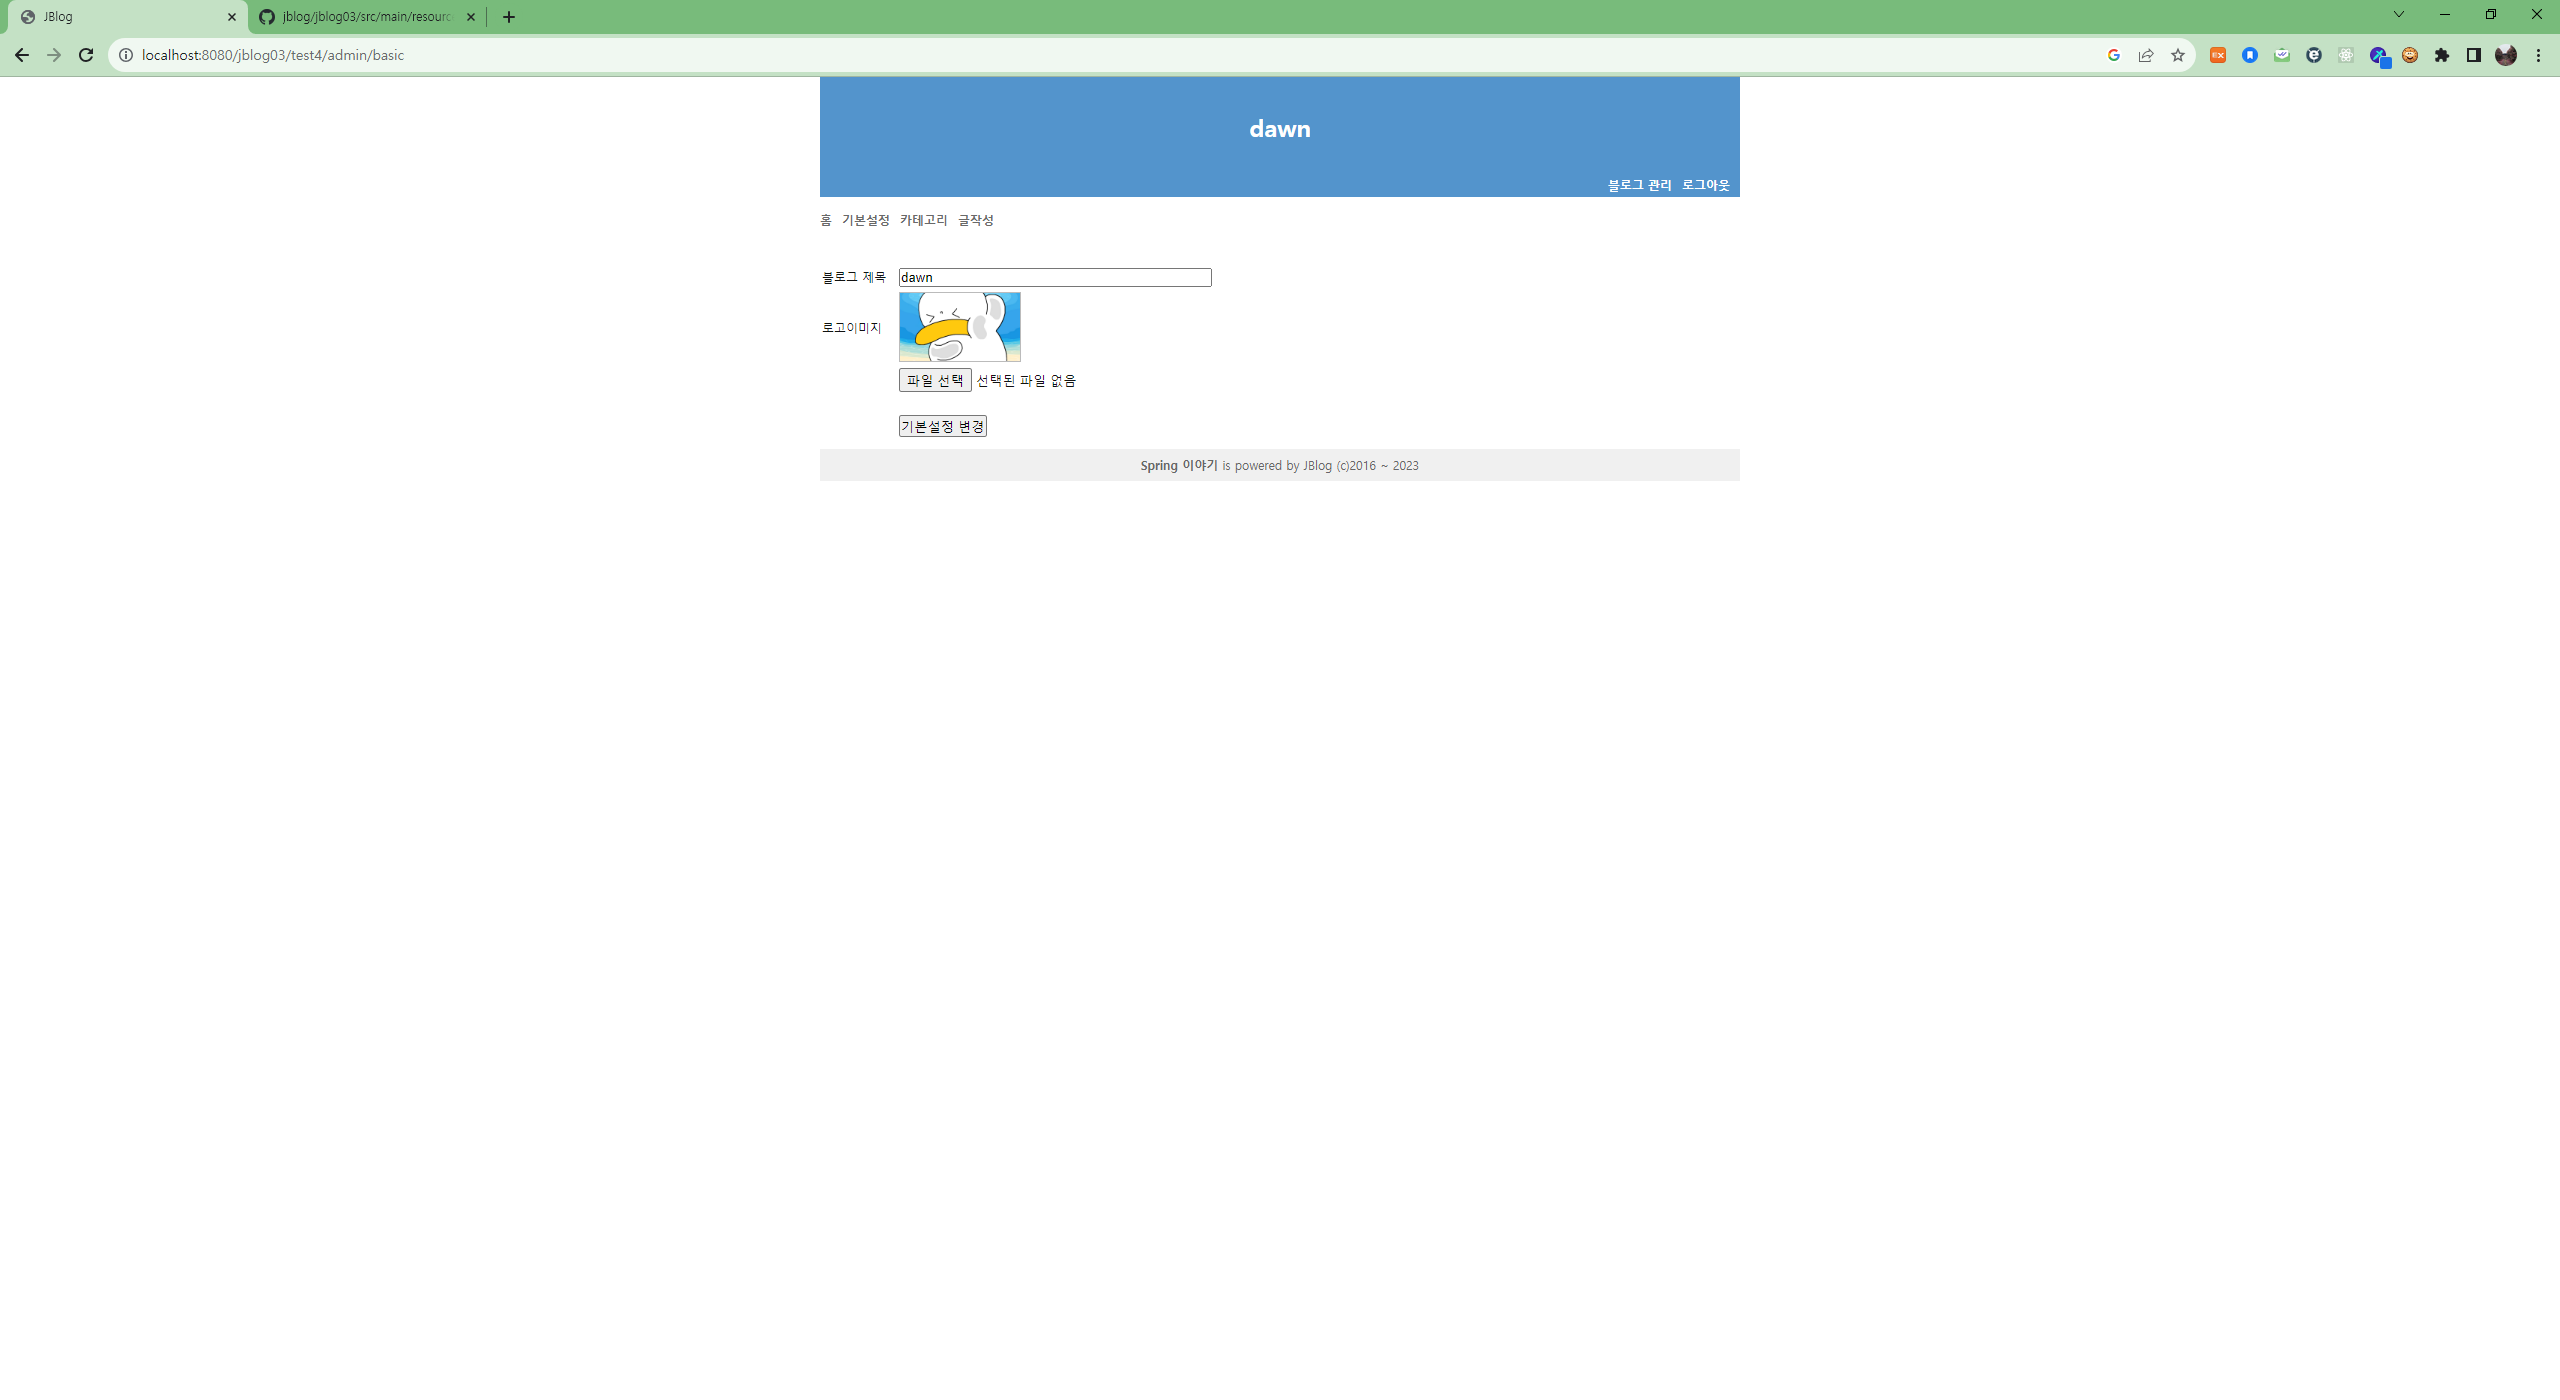 JBlog
jblog/jblog03/src/main/resourc
localhost:8080/jblog03/test4/admin/basic
dawn
블로그 관리 로그아웃
홈 기본설정 카테고리 글작성
블로그 제목 dawn
로고이미지
파일 선택 선택된 파일 없음
기본설정 변경
Spring 이야기 is powered by JBlog (c)2016 ~ 2023